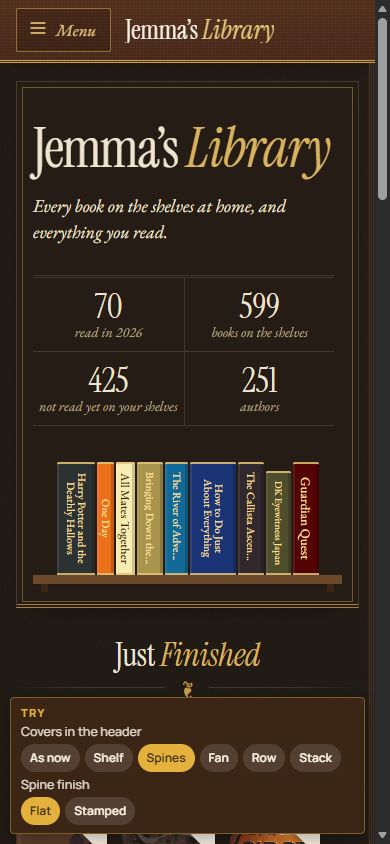 Menu
Jemma's Library
Jemma's Library
Every book on the shelves at home, and
everything you read.
70
read in 2026
599
books on the shelves
425
not read yet on your shelves
251
authors
Harry Potter and the
Deathly Hallows
One Day
All Mates Together
Bringing Down the...
The River of Adve...
How to Do Just
About Everything
The Callista Ascen...
DK Eyewitness Japan
Guardian Quest
Just Finished
TRY
Covers in the header
As now
Shelf
Spines
Fan
Row
Stack
Spine finish
Flat
Stamped